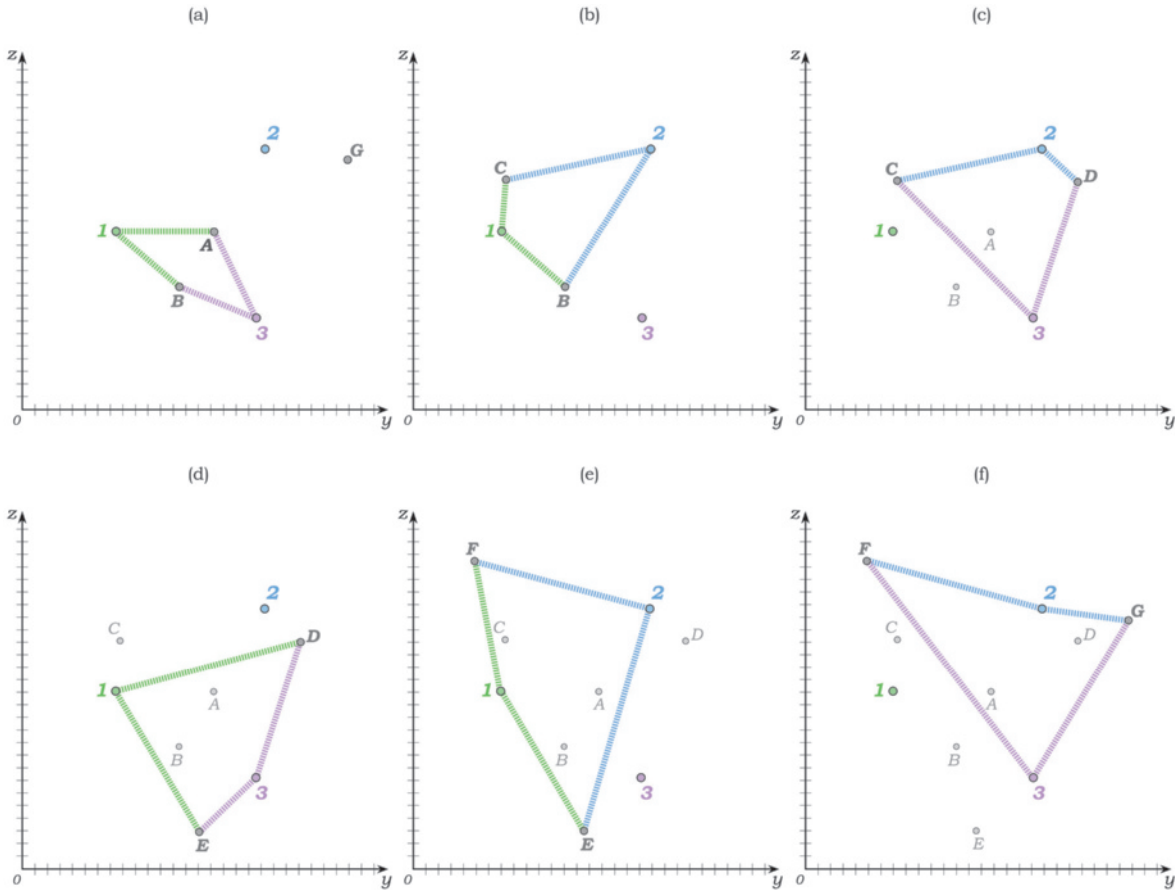 (a) (b) (c)
z z z
2 G 2 2
C C D
1 A 1 1 A
B B B
3 3 3
0 y 0 y 0 y
(d) (e) (f)
z z z
F F
2 2 2 G
C D C D C D
1 A 1 A 1 A
B B B
3 3 3
E E E
0 y 0 y 0 y